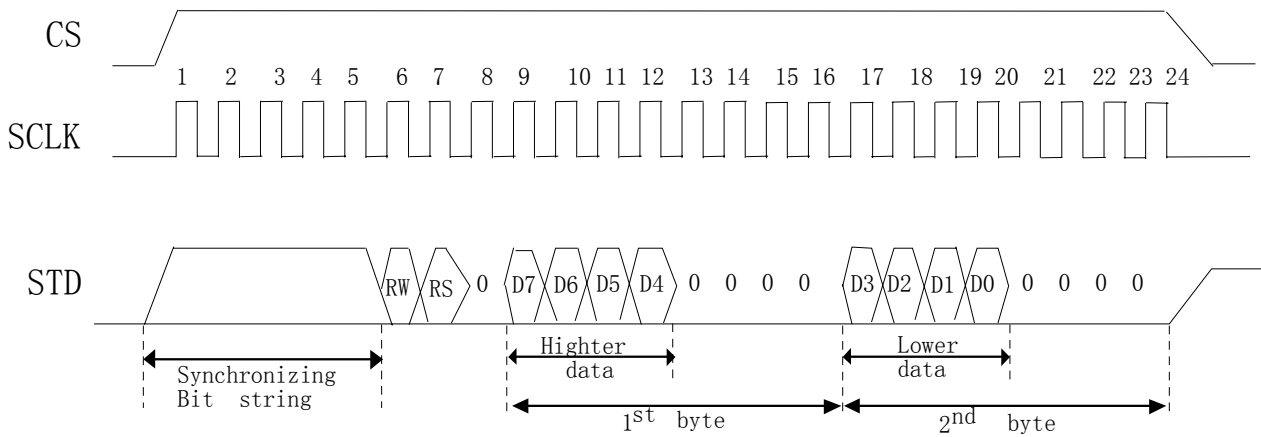 CS
1 2 3 4 5 6 7 8 9 10 11 12 13 14 15 16 17 18 19 20 21 22 23 24
SCLK
STD
RW RS 0 D7 D6 D5 D4 0 0 0 0 D3 D2 D1 D0 0 0 0 0
Highter
data
Lower
data
Synchronizing
Bit string
1st byte
2nd byte